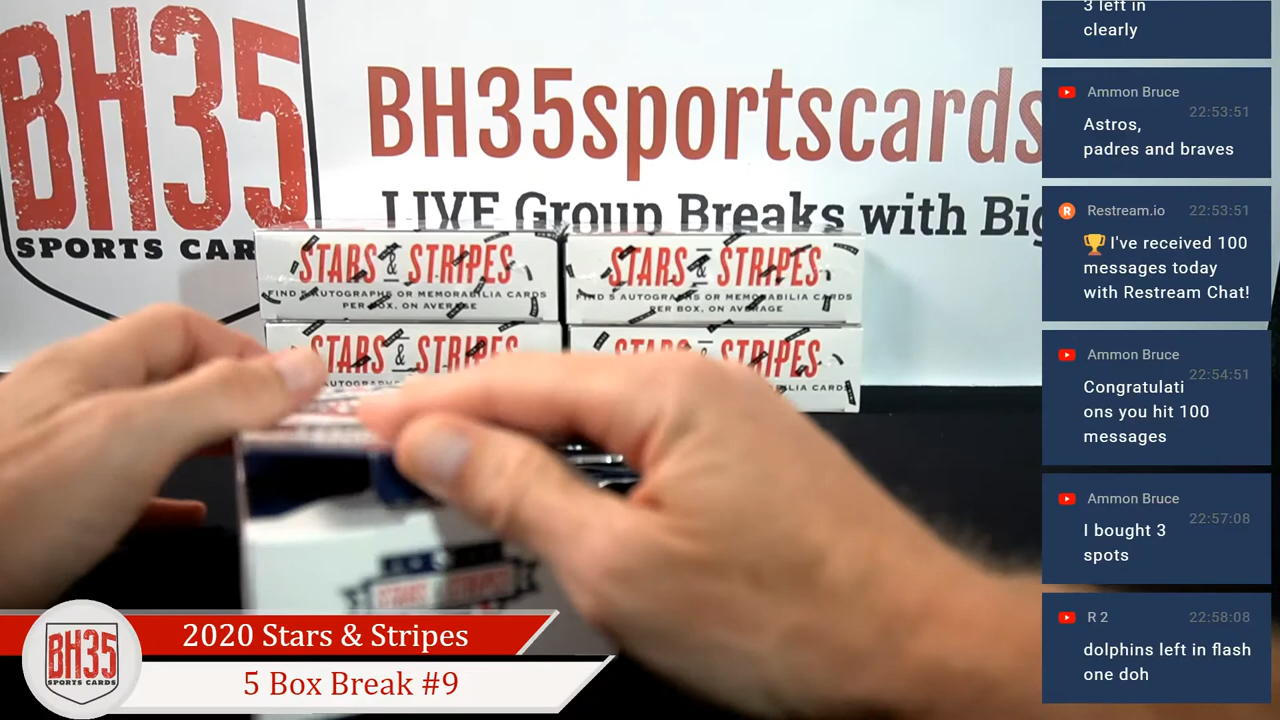 BH35
SPORTS CAR
BH35sportscards
LIVE Group Breaks with Big
STARS & STRIPES
FIND 5 AUTOGRAPHS OR MEMORABILIA CARDS
PER BOX, ON AVERAGE
STARS & STRIPES
FIND 5 AUTOGRAPHS OR MEMORABILIA CARDS
PER BOX, ON AVERAGE
STARS & STRIPES
STARS & STRIPES
STARS STRIPES
BH35
SPORTS CARDS
2020 Stars & Stripes
5 Box Break #9
3 left in
clearly
Ammon Bruce
22:53:51
Astros,
padres and braves
Restream.io 22:53:51
🏆 I've received 100
messages today
with Restream Chat!
Ammon Bruce
22:54:51
Congratulati
ons you hit 100
messages
Ammon Bruce
22:57:08
I bought 3
spots
R 2 22:58:08
dolphins left in flash
one doh